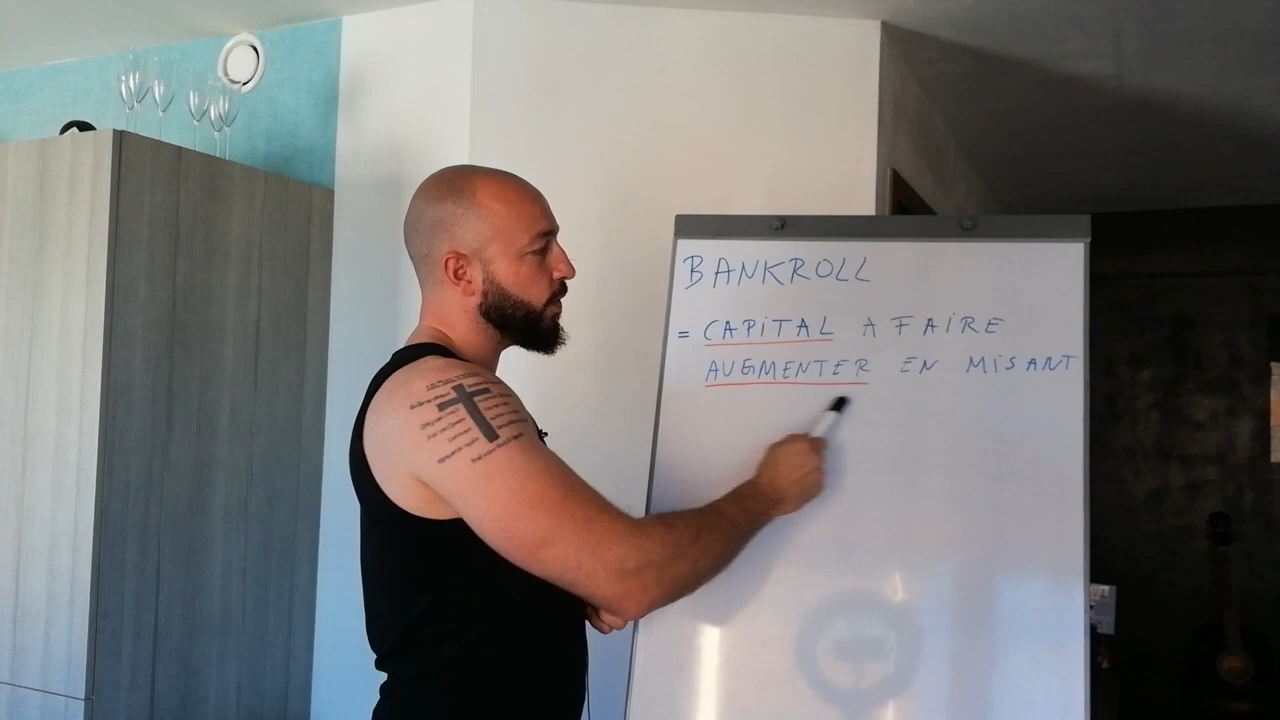 BANKROLL
= CAPiTAL A FAiRE
AUGMENTER EN MiSANT